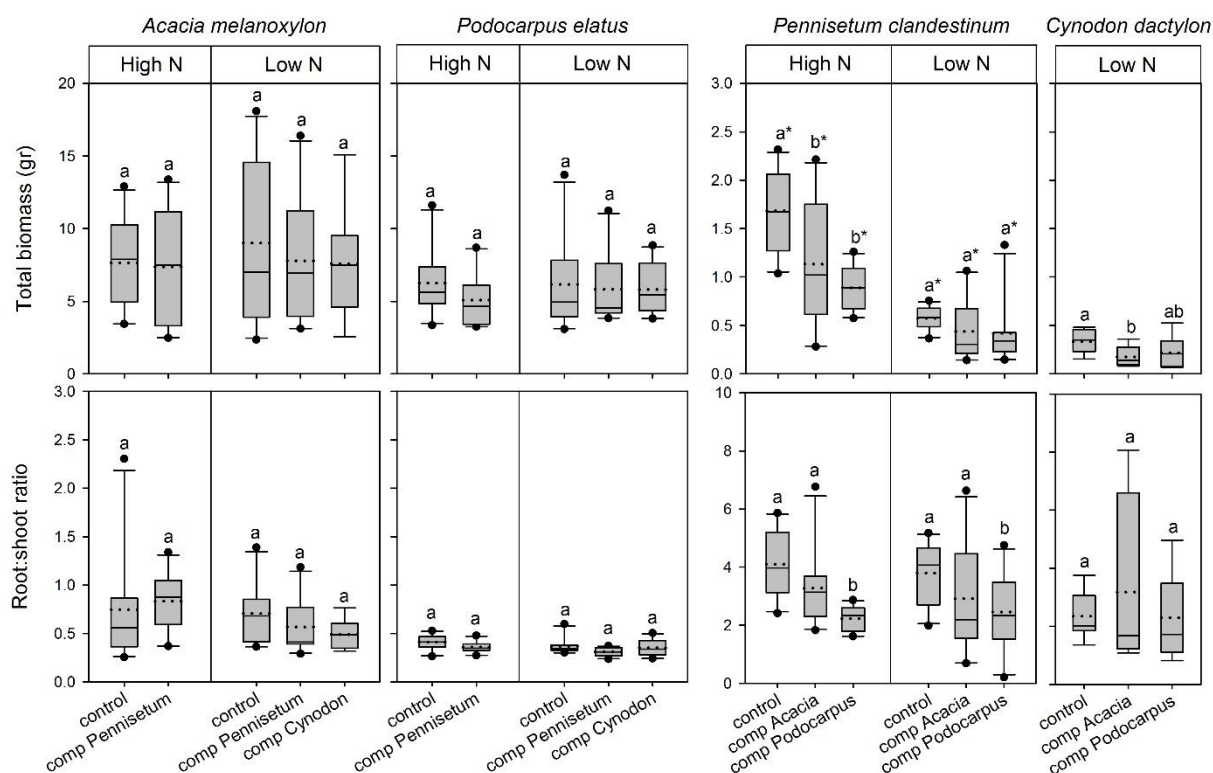 Acacia melanoxylon Podocarpus elatus Pennisetum clandestinum Cynodon dactylon
High N Low N High N Low N High N Low N Low N
Total biomass (gr)
20
15
10
5
0
a a a a a
a a a a a
3.0
2.5
2.0
1.5
1.0
0.5
0.0
a* b* b* a* a* a*
a b ab
Root:shoot ratio
3.0
2.5
2.0
1.5
1.0
0.5
0.0
a a a a a
a a a a a
10
8
6
4
2
0
a a b a a b
a a a
control comp Pennisetum control comp Pennisetum comp Cynodon
control comp Pennisetum control comp Pennisetum comp Cynodon
control comp Acacia comp Podocarpus control comp Acacia comp Podocarpus
control comp Acacia comp Podocarpus